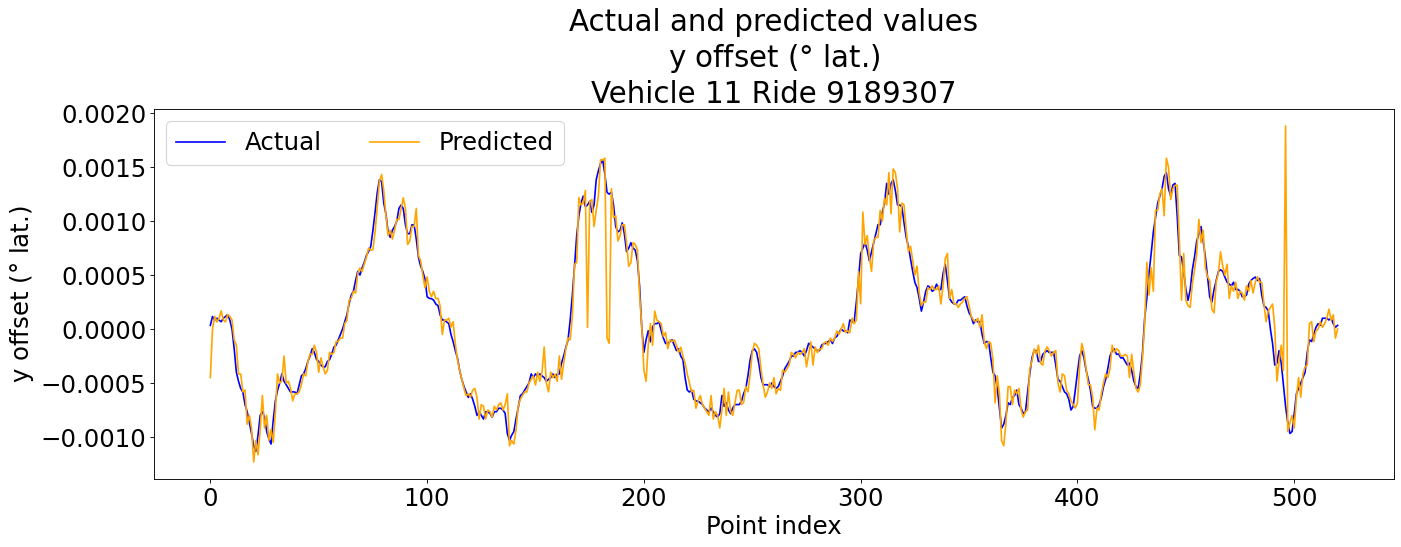 Actual and predicted values
y offset (° lat.)
Vehicle 11 Ride 9189307
Actual
Predicted
0.0020
0.0015
0.0010
0.0005
0.0000
−0.0005
−0.0010
y offset (° lat.)
0 100 200 300 400 500
Point index